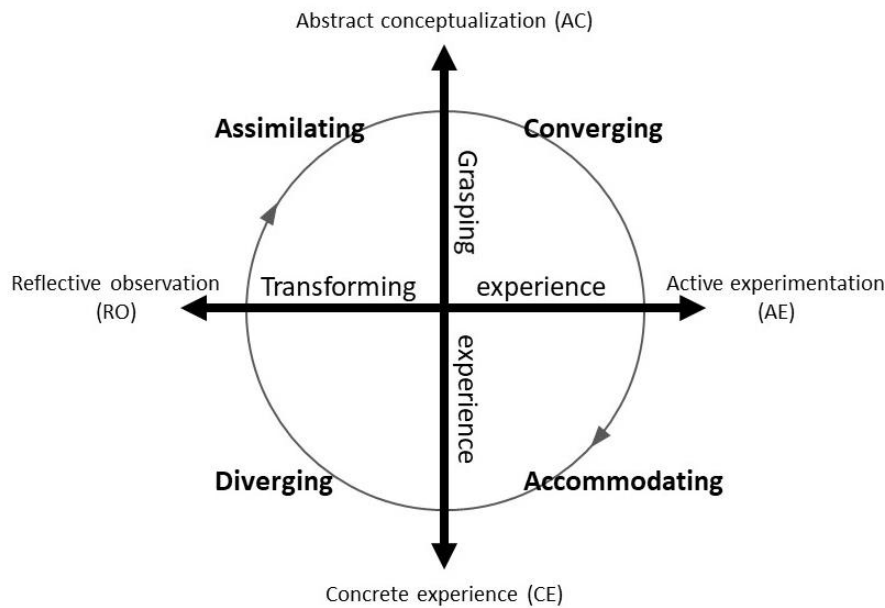 Abstract conceptualization (AC)
Assimilating
Converging
Grasping
Reflective observation
(RO)
Transforming experience
Active experimentation
(AE)
experience
Diverging
Accommodating
Concrete experience (CE)